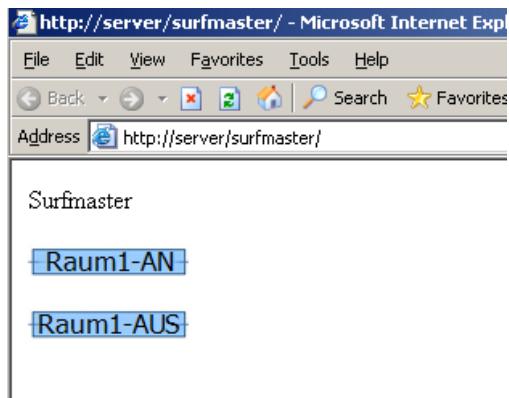 http://server/surfmaster/ - Microsoft Internet Expl
File Edit View Favorites Tools Help
Back Search Favorites
Address http://server/surfmaster/
Surfmaster
Raum1-AN
Raum1-AUS